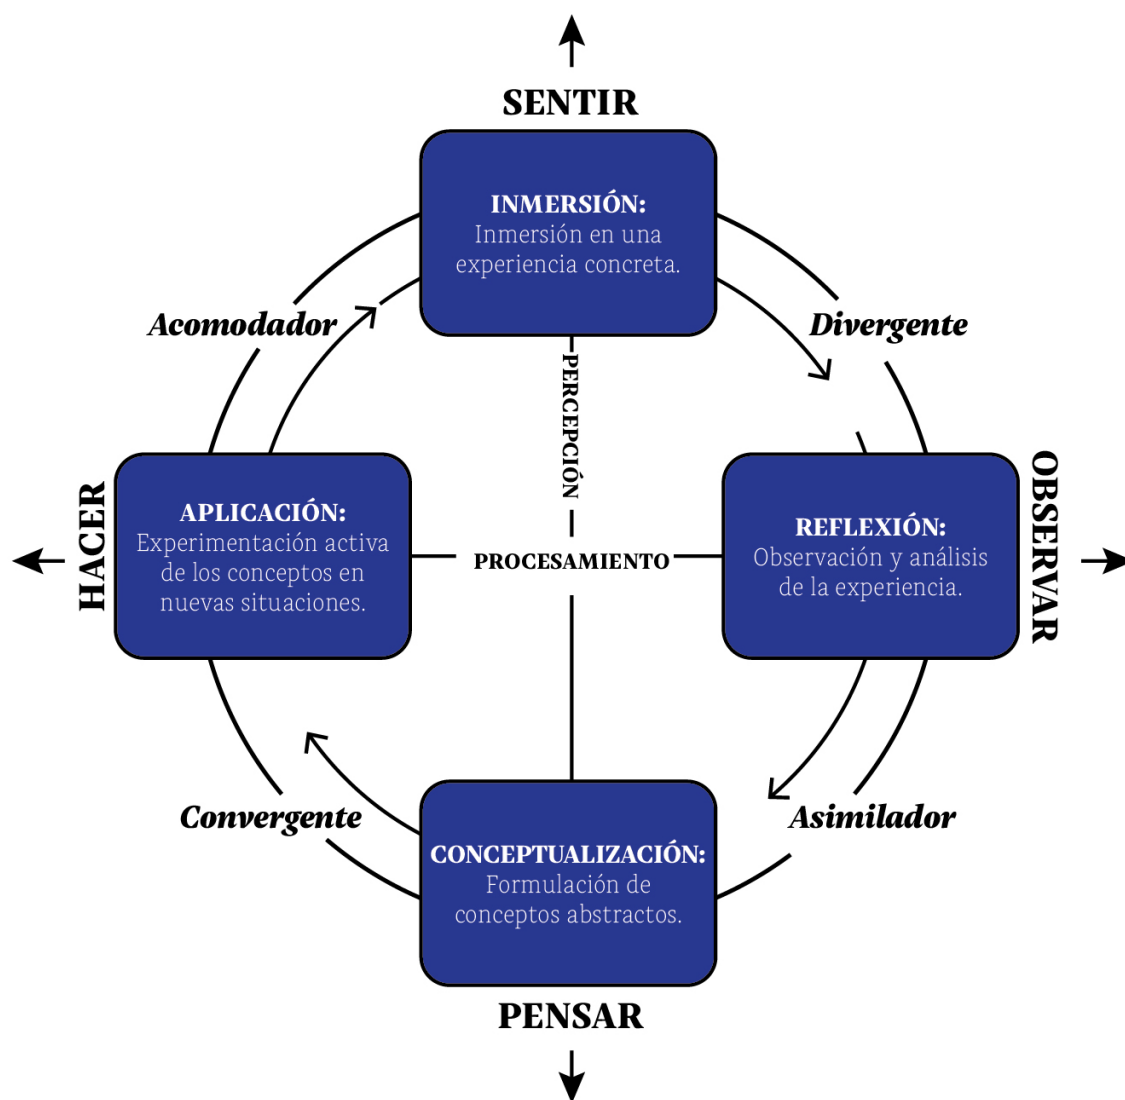 SENTIR
INMERSIÓN:
Inmersión en una
experiencia concreta.
Acomodador
Divergente
PERCEPCIÓN
HACER
APLICACIÓN:
Experimentación activa
de los conceptos en
nuevas situaciones.
PROCESAMIENTO
REFLEXIÓN:
Observación y análisis
de la experiencia.
OBSERVAR
Convergente
Asimilador
CONCEPTUALIZACIÓN:
Formulación de
conceptos abstractos.
PENSAR